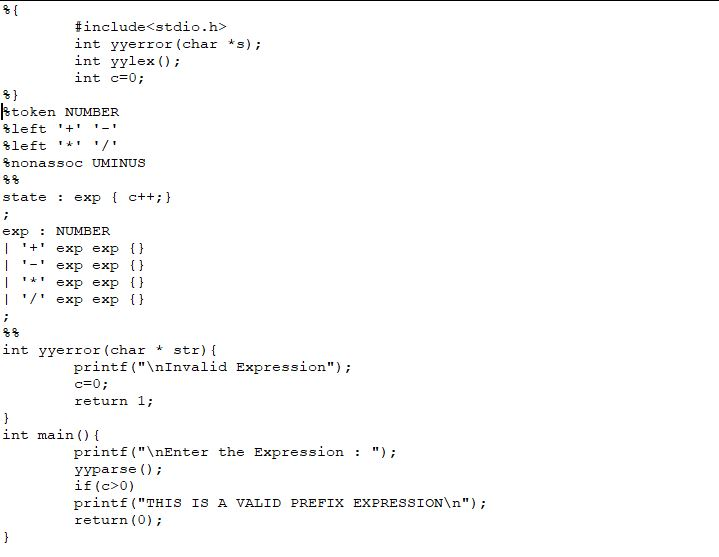 %{
#include<stdio.h>
int yyerror(char *s);
int yylex();
int c=0;
%}
%token NUMBER
%left '+' '-'
%left '*' '/'
%nonassoc UMINUS
%%
state : exp { c++;}
;
exp : NUMBER
| '+' exp exp {}
| '-' exp exp {}
| '*' exp exp {}
| '/' exp exp {}
;
%%
int yyerror(char * str){
printf("\nInvalid Expression");
c=0;
return 1;
}
int main(){
printf("\nEnter the Expression : ");
yyparse();
if(c>0)
printf("THIS IS A VALID PREFIX EXPRESSION\n");
return(0);
}